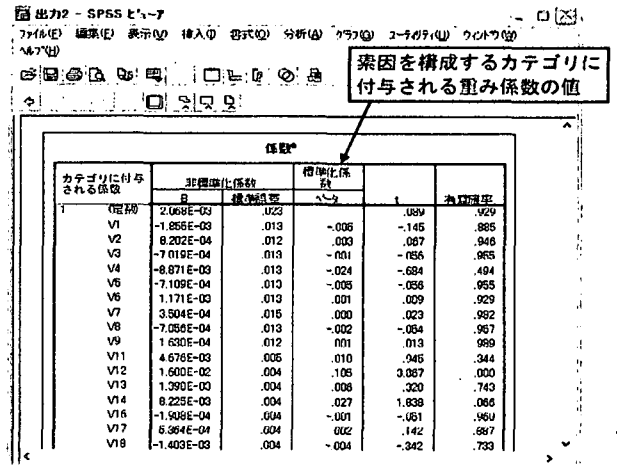 出力2 - SPSS ビューア
ファイル(F) 編集(E) 表示(V) 挿入(I) 書式(O) 分析(A) グラフ(G) ユーティリティ(U) ウィンドウ(W)
ヘルプ(H)
素因を構成するカテゴリに
付与される重み係数の値
係数a
カテゴリに付与 非標準化係数 標準化係
される係数 B 標準誤差 数 ベータ t 有意確率
1 (定数) 2.068E-03 .023 .089 .929
V1 -1.856E-03 .013 -.006 -.145 .885
V2 8.202E-04 .012 .003 .067 .946
V3 -7.019E-04 .013 -.001 -.056 .955
V4 -8.871E-03 .013 -.024 -.684 .494
V5 -7.109E-04 .013 -.005 -.056 .955
V6 1.171E-03 .013 .001 .009 .929
V7 3.504E-04 .015 .000 .023 .982
V8 -7.056E-04 .013 -.002 -.054 .957
V9 1.630E-04 .012 .001 .013 .989
V11 4.676E-03 .005 .010 .945 .344
V12 1.600E-02 .004 .105 3.067 .000
V13 1.390E-03 .004 .006 .320 .743
V14 8.225E-03 .004 .027 1.838 .066
V16 -1.908E-04 .004 -.001 -.051 .960
V17 5.364E-04 .004 .002 .142 .887
V18 -1.403E-03 .004 -.004 -.342 .733